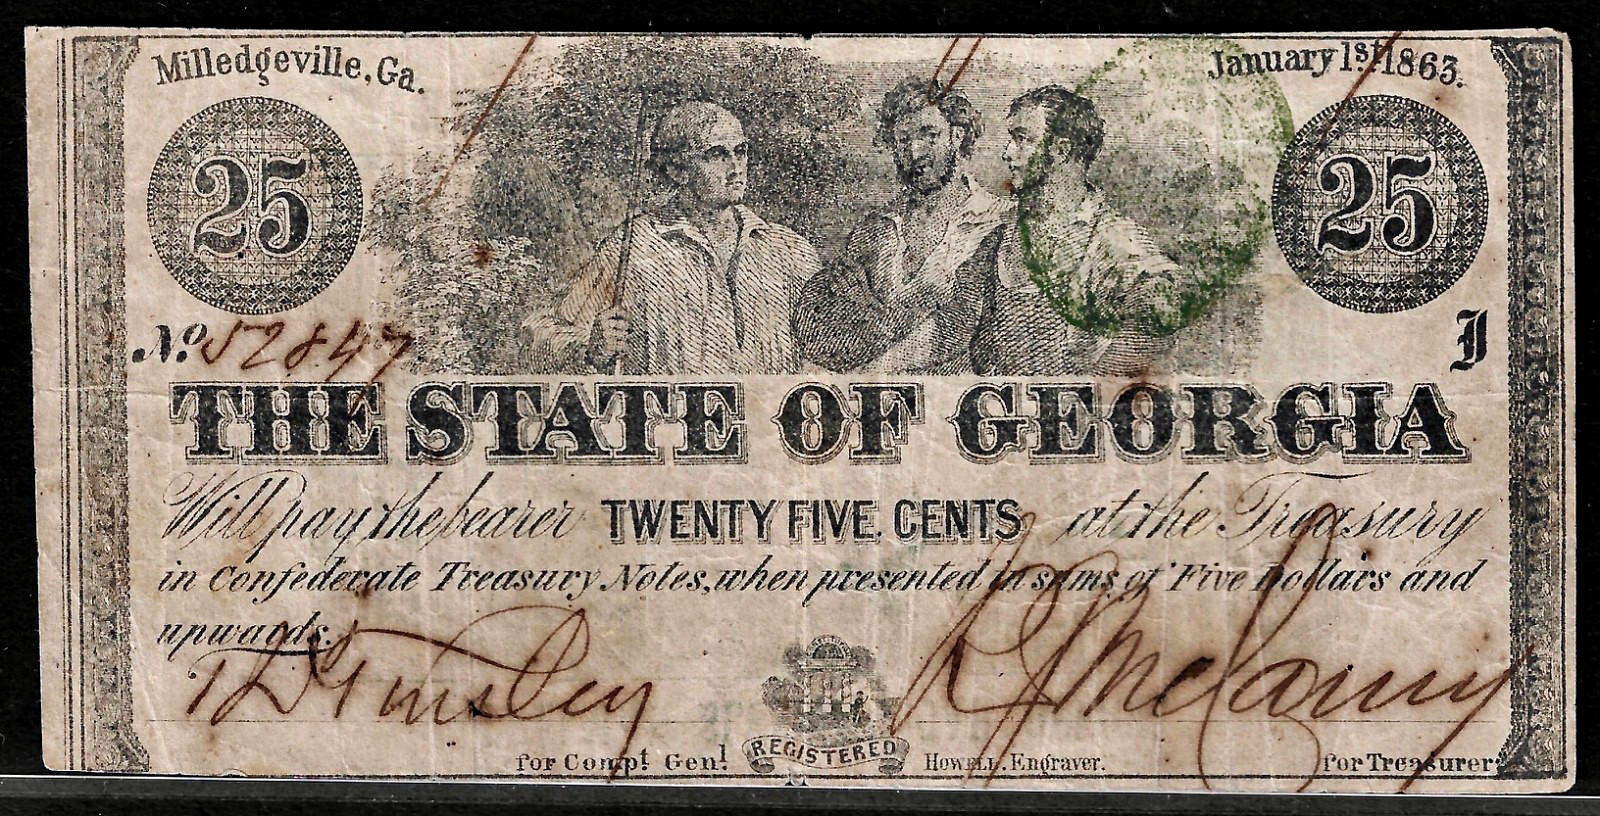 Milledgeville, Ga.
January 1st. 1863.
25
25
No. 52847
I
THE STATE OF GEORGIA
Will pay the bearer TWENTY FIVE CENTS at the Treasury
in Confederate Treasury Notes, when presented in sums of Five Dollars and
upwards.
for Compt Genl
REGISTERED
HOWELL. Engraver.
for Treasurer